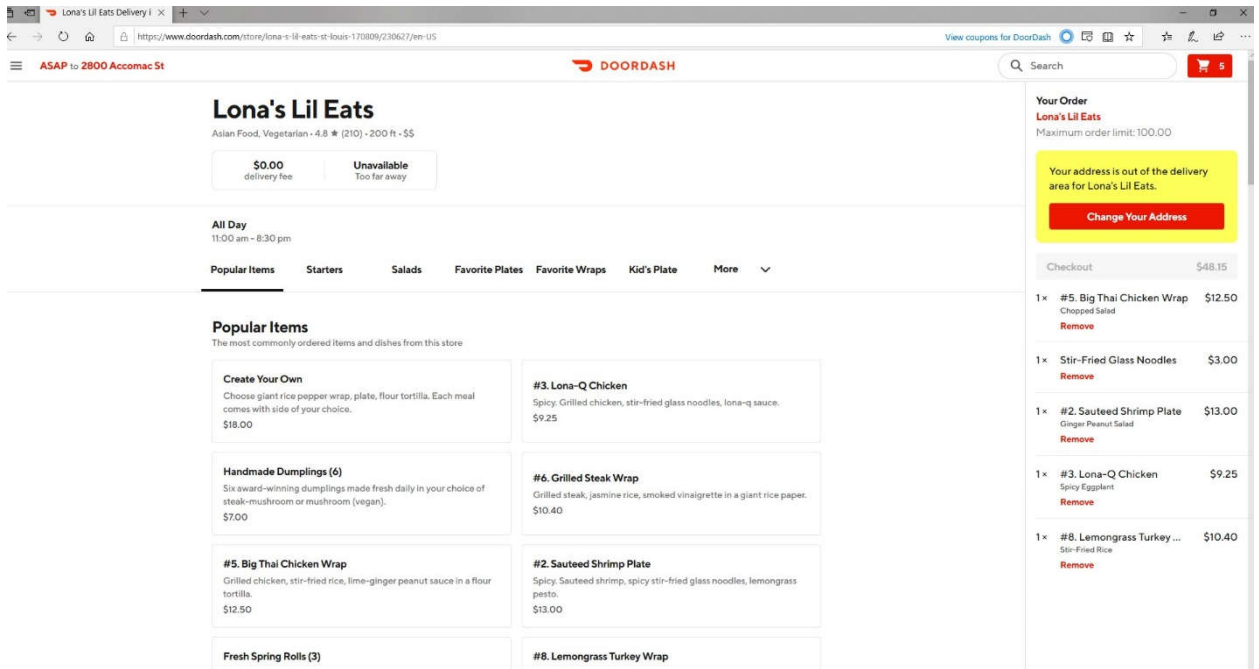 Lona's Lil Eats Delivery i
https://www.doordash.com/store/lona-s-lil-eats-st-louis-170809/230627/en-US
View coupons for DoorDash
ASAP to 2800 Accomac St
DOORDASH
Search
5
Lona's Lil Eats
Asian Food, Vegetarian • 4.8 ★ (210) • 200 ft • $$
$0.00
delivery fee
Unavailable
Too far away
All Day
11:00 am - 8:30 pm
Popular Items Starters Salads Favorite Plates Favorite Wraps Kid's Plate More
Popular Items
The most commonly ordered items and dishes from this store
Create Your Own
Choose giant rice pepper wrap, plate, flour tortilla. Each meal
comes with side of your choice.
$18.00
#3. Lona-Q Chicken
Spicy. Grilled chicken, stir-fried glass noodles, lona-q sauce.
$9.25
Handmade Dumplings (6)
Six award-winning dumplings made fresh daily in your choice of
steak-mushroom or mushroom (vegan).
$7.00
#6. Grilled Steak Wrap
Grilled steak, jasmine rice, smoked vinaigrette in a giant rice paper.
$10.40
#5. Big Thai Chicken Wrap
Grilled chicken, stir-fried rice, lime-ginger peanut sauce in a flour
tortilla.
$12.50
#2. Sauteed Shrimp Plate
Spicy. Sauteed shrimp, spicy stir-fried glass noodles, lemongrass
pesto.
$13.00
Fresh Spring Rolls (3)
#8. Lemongrass Turkey Wrap
Your Order
Lona's Lil Eats
Maximum order limit: 100.00
Your address is out of the delivery
area for Lona's Lil Eats.
Change Your Address
Checkout $48.15
1 × #5. Big Thai Chicken Wrap $12.50
Chopped Salad
Remove
1 × Stir-Fried Glass Noodles $3.00
Remove
1 × #2. Sauteed Shrimp Plate $13.00
Ginger Peanut Salad
Remove
1 × #3. Lona-Q Chicken $9.25
Spicy Eggplant
Remove
1 × #8. Lemongrass Turkey ... $10.40
Stir-Fried Rice
Remove